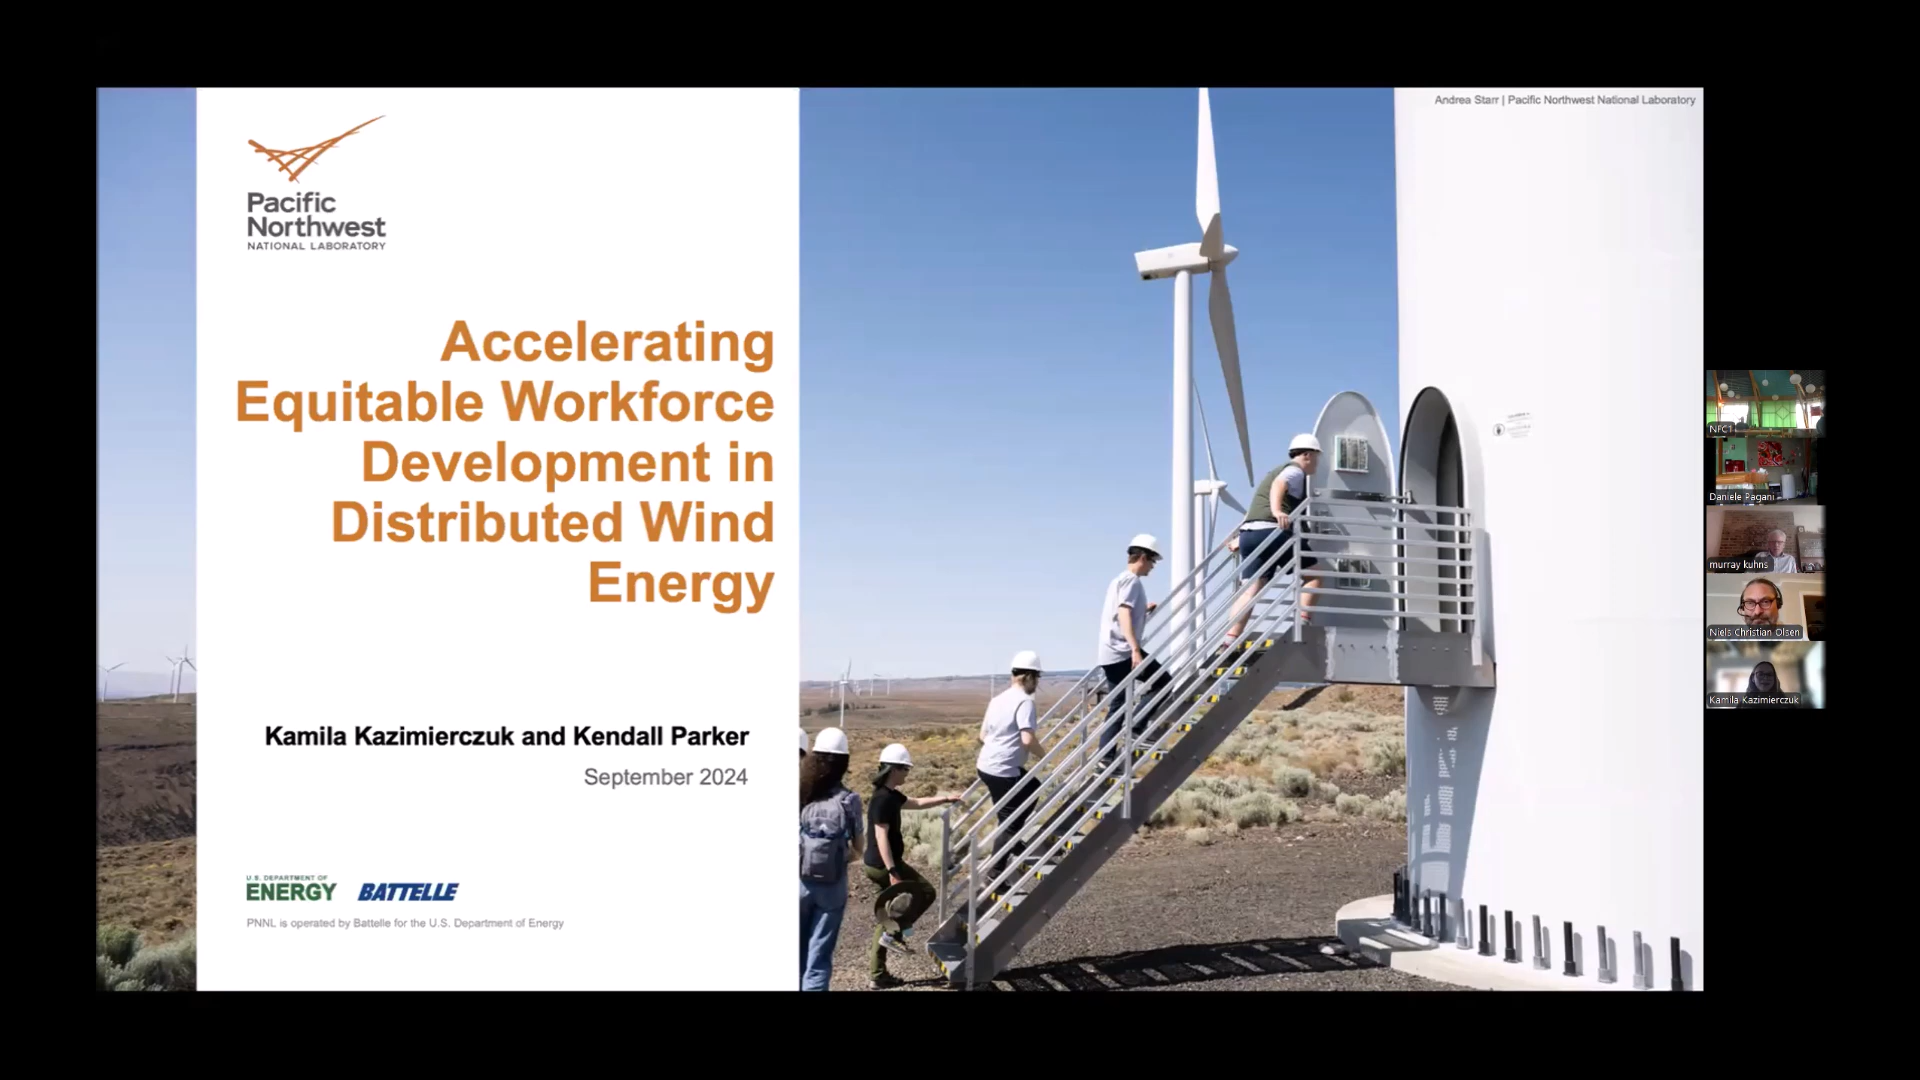 Andrea Starr | Pacific Northwest National Laboratory
Pacific
Northwest
NATIONAL LABORATORY
Accelerating
Equitable Workforce
Development in
Distributed Wind
Energy
Kamila Kazimierczuk and Kendall Parker
September 2024
U.S. DEPARTMENT OF
ENERGY
BATTELLE
PNNL is operated by Battelle for the U.S. Department of Energy
Daniele Pagani
murray kuhns
Niels Christian Olsen
Kamila Kazimierczuk